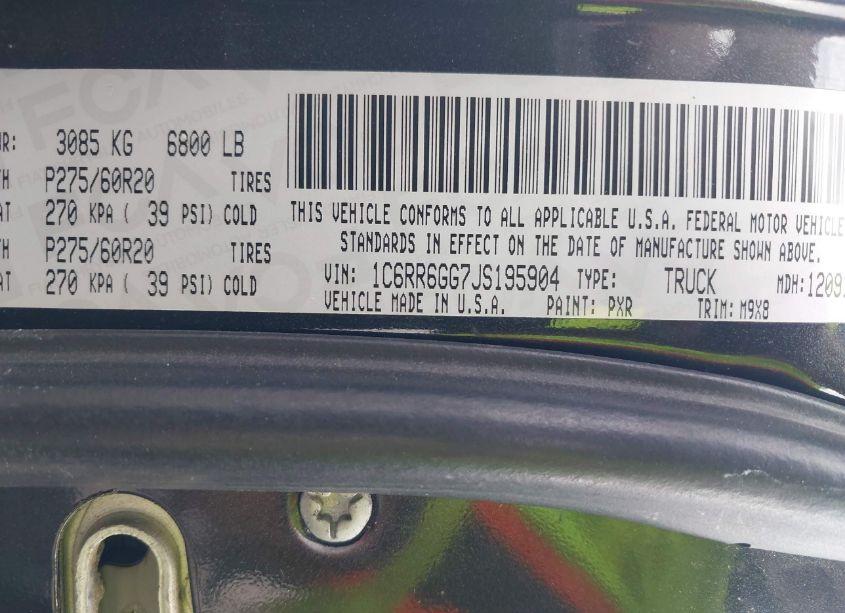 3085 KG 6800 LB
P275/60R20 TIRES
270 KPA ( 39 PSI) COLD
P275/60R20 TIRES
270 KPA ( 39 PSI) COLD
THIS VEHICLE CONFORMS TO ALL APPLICABLE U.S.A. FEDERAL MOTOR VEHICLE
STANDARDS IN EFFECT ON THE DATE OF MANUFACTURE SHOWN ABOVE.
VIN: 1C6RR6GG7JS195904 TYPE: TRUCK MDH:1209
VEHICLE MADE IN U.S.A. PAINT: PXR TRIM: M9X8